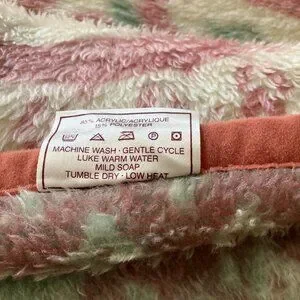 85% ACRYLIC/ACRYLIQUE
15% POLYESTER
MACHINE WASH · GENTLE CYCLE
LUKE WARM WATER
MILD SOAP
TUMBLE DRY · LOW HEAT